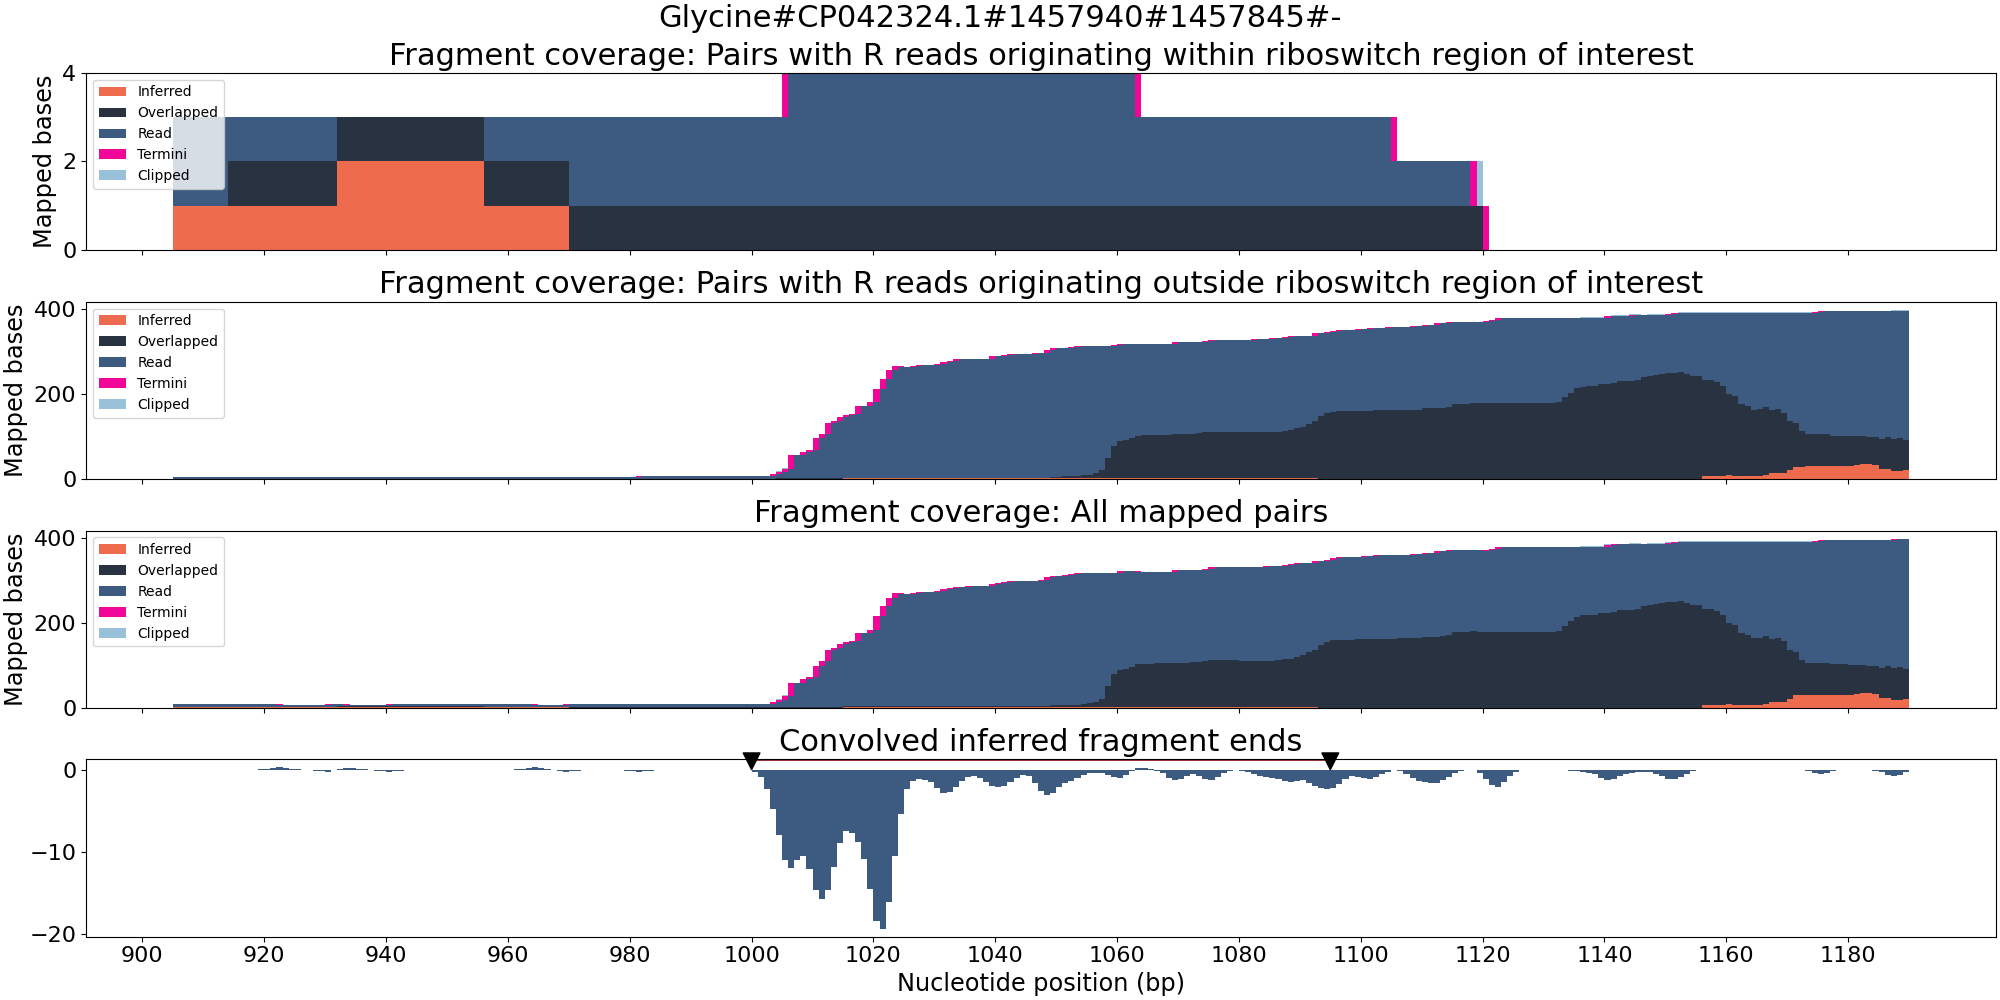 Glycine#CP042324.1#1457940#1457845#-
Fragment coverage: Pairs with R reads originating within riboswitch region of interest
Mapped bases
4
2
0
Inferred
Overlapped
Read
Termini
Clipped
Fragment coverage: Pairs with R reads originating outside riboswitch region of interest
Mapped bases
400
200
0
Inferred
Overlapped
Read
Termini
Clipped
Fragment coverage: All mapped pairs
Mapped bases
400
200
0
Inferred
Overlapped
Read
Termini
Clipped
Convolved inferred fragment ends
0
−10
−20
900 920 940 960 980 1000 1020 1040 1060 1080 1100 1120 1140 1160 1180
Nucleotide position (bp)